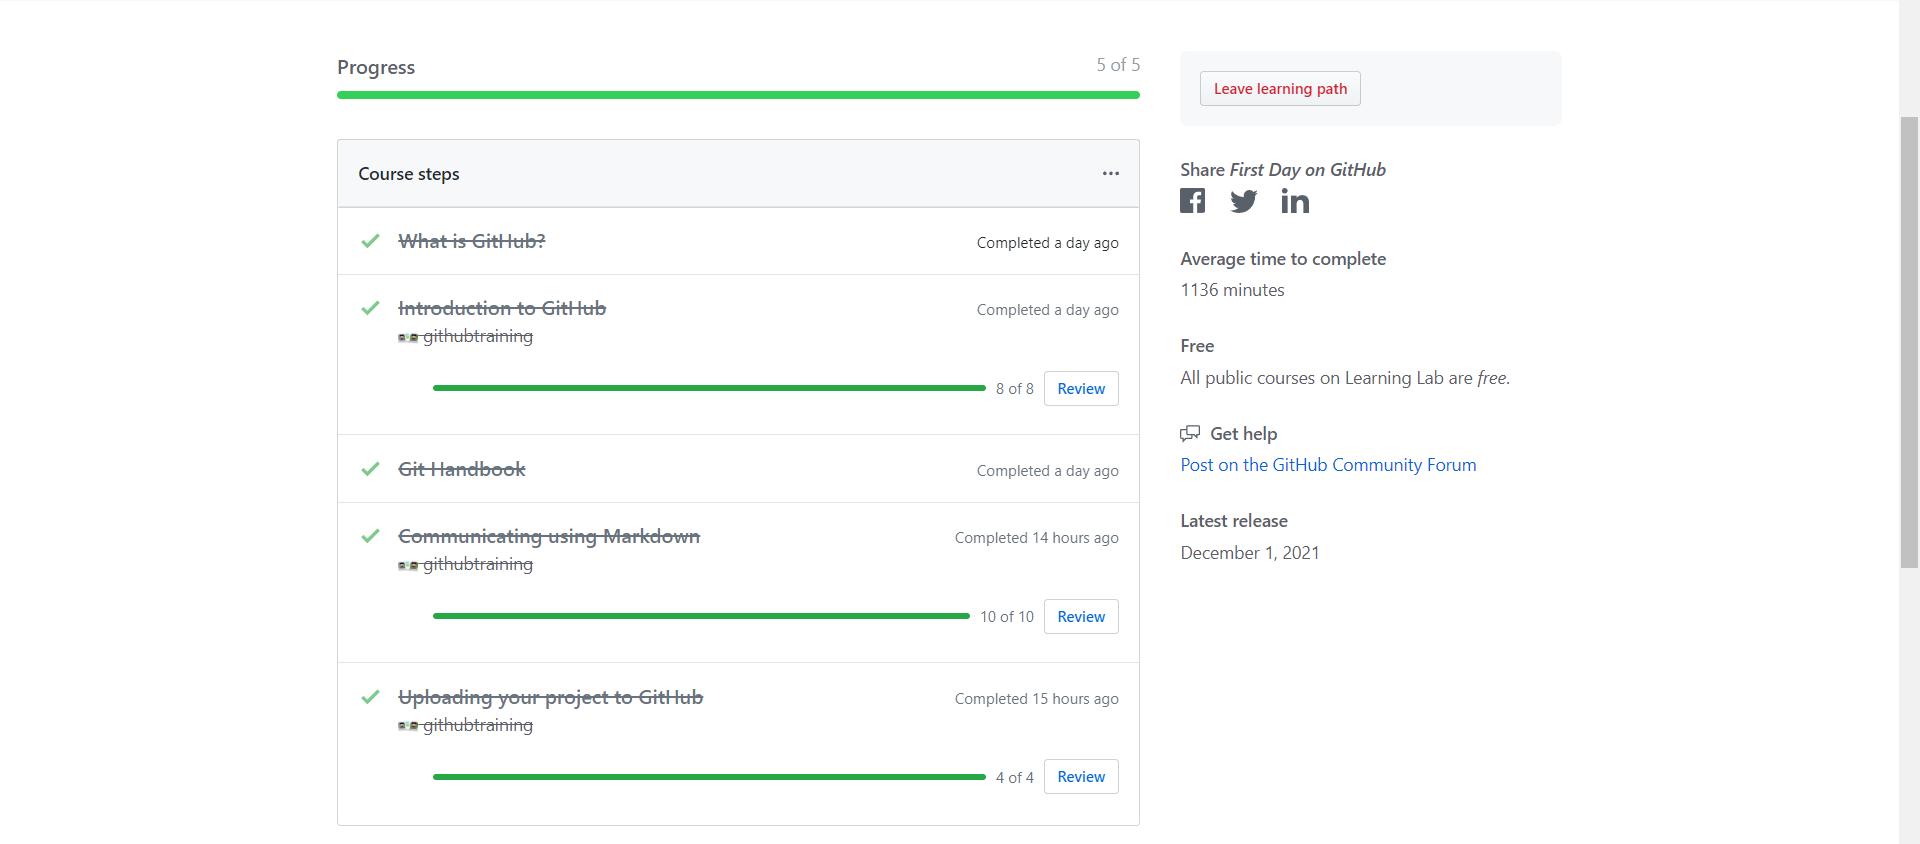 Progress
5 of 5
Course steps
What is GitHub?
Completed a day ago
Introduction to GitHub
Completed a day ago
githubtraining
8 of 8
Review
Git Handbook
Completed a day ago
Communicating using Markdown
Completed 14 hours ago
githubtraining
10 of 10
Review
Uploading your project to GitHub
Completed 15 hours ago
githubtraining
4 of 4
Review
Leave learning path
Share First Day on GitHub
Average time to complete
1136 minutes
Free
All public courses on Learning Lab are free.
Get help
Post on the GitHub Community Forum
Latest release
December 1, 2021